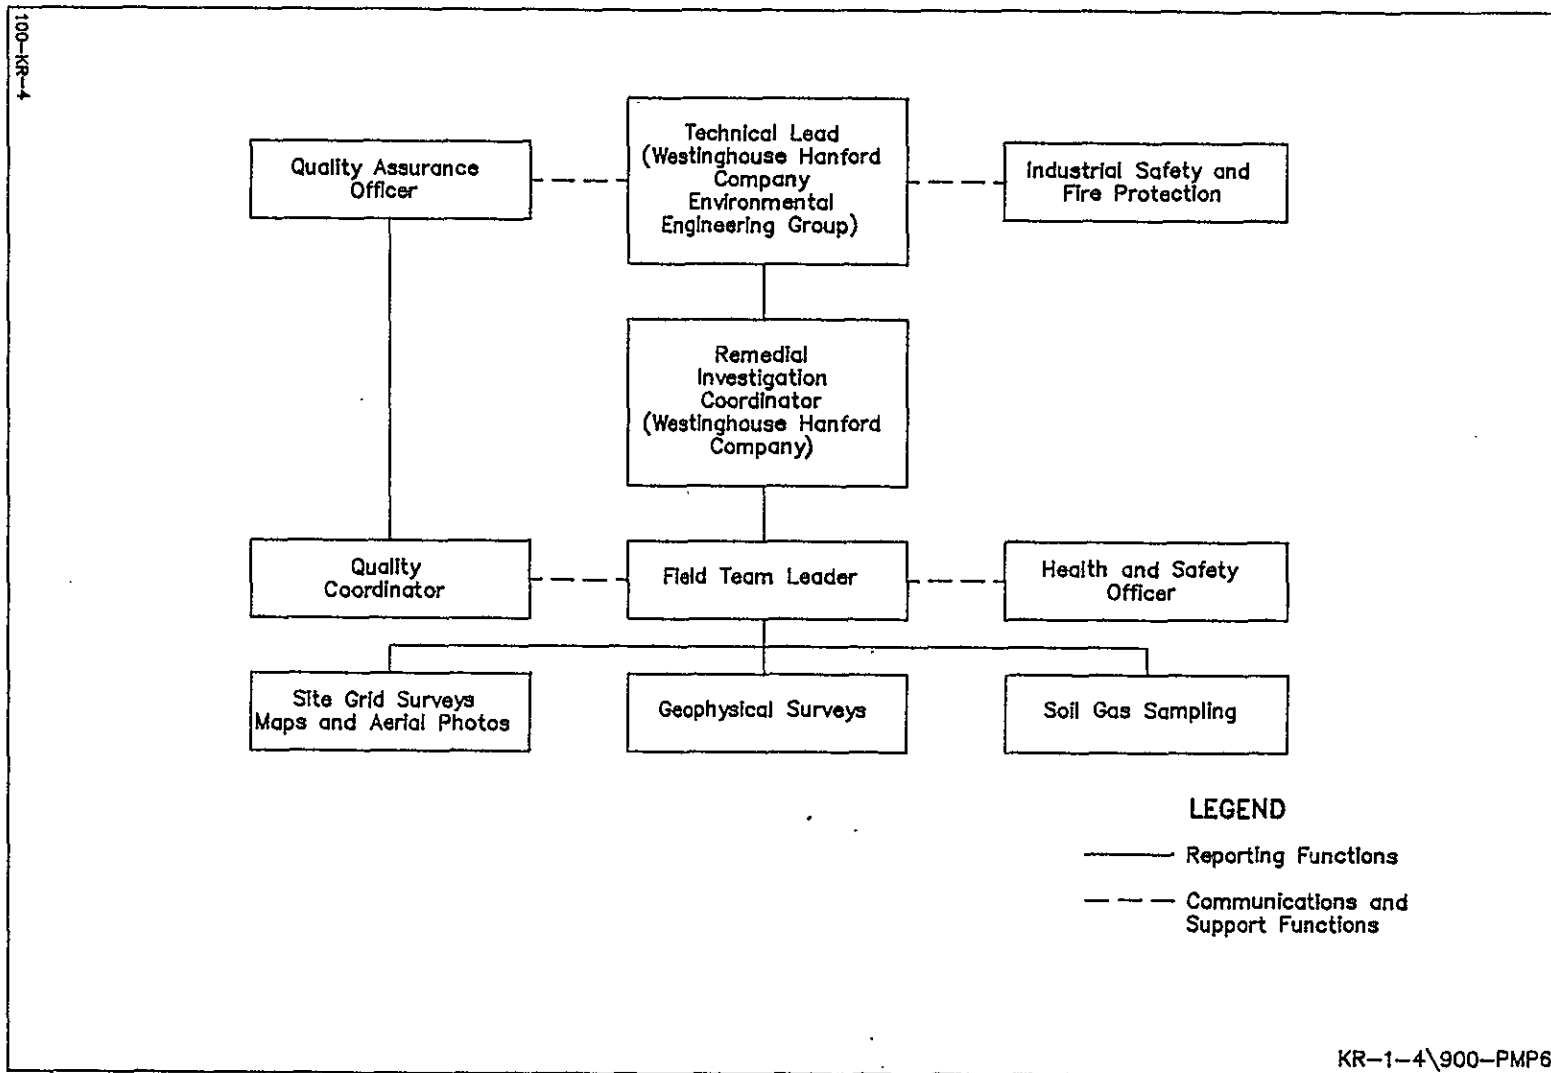 100-KR-4
Quality Assurance
Officer
Technical Lead
(Westinghouse Hanford
Company
Environmental
Engineering Group)
Industrial Safety and
Fire Protection
Remedial
Investigation
Coordinator
(Westinghouse Hanford
Company)
Quality
Coordinator
Field Team Leader
Health and Safety
Officer
Site Grid Surveys
Maps and Aerial Photos
Geophysical Surveys
Soil Gas Sampling
LEGEND
Reporting Functions
Communications and
Support Functions
KR-1-4\900-PMP6